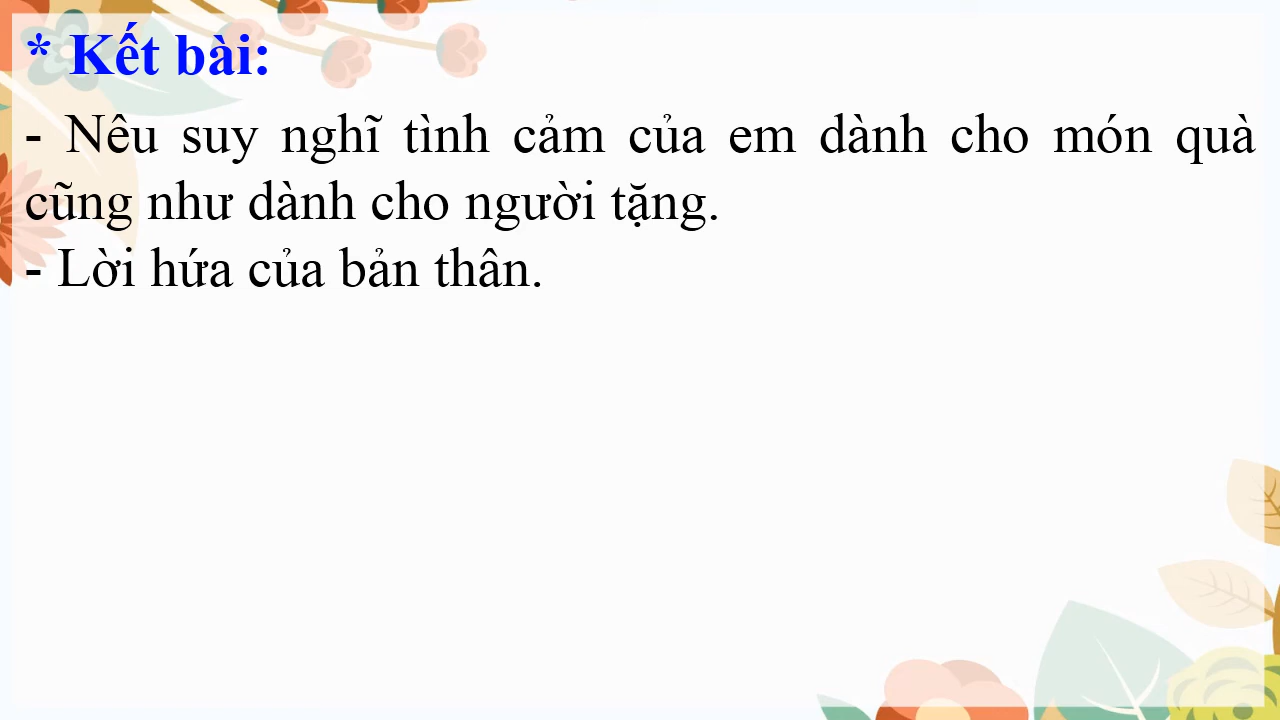 * Kết bài:
- Nêu suy nghĩ tình cảm của em dành cho món quà
cũng như dành cho người tặng.
- Lời hứa của bản thân.